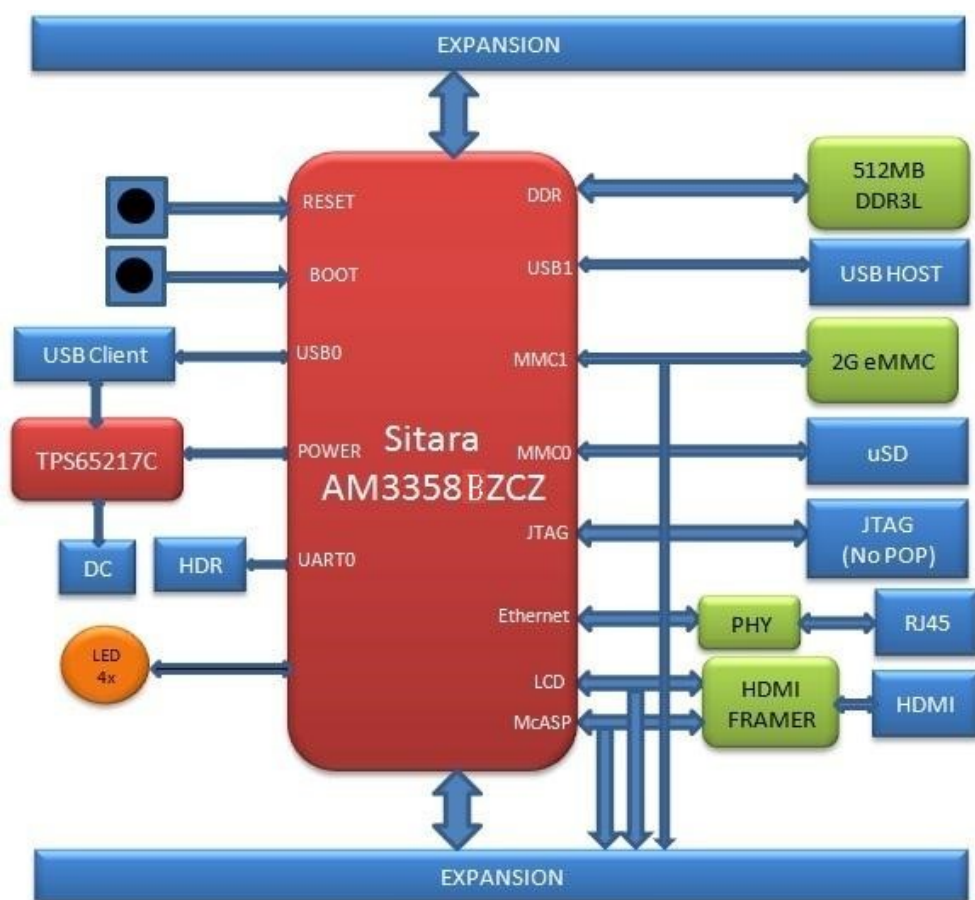 EXPANSION
RESET
BOOT
USB0
POWER
UART0
DDR
USB1
MMC1
MMC0
JTAG
Ethernet
LCD
McASP
Sitara
AM3358BZCZ
USB Client
TPS65217C
DC
HDR
LED
4x
512MB
DDR3L
USB HOST
2G eMMC
uSD
JTAG
(No POP)
PHY
RJ45
HDMI
FRAMER
HDMI
EXPANSION